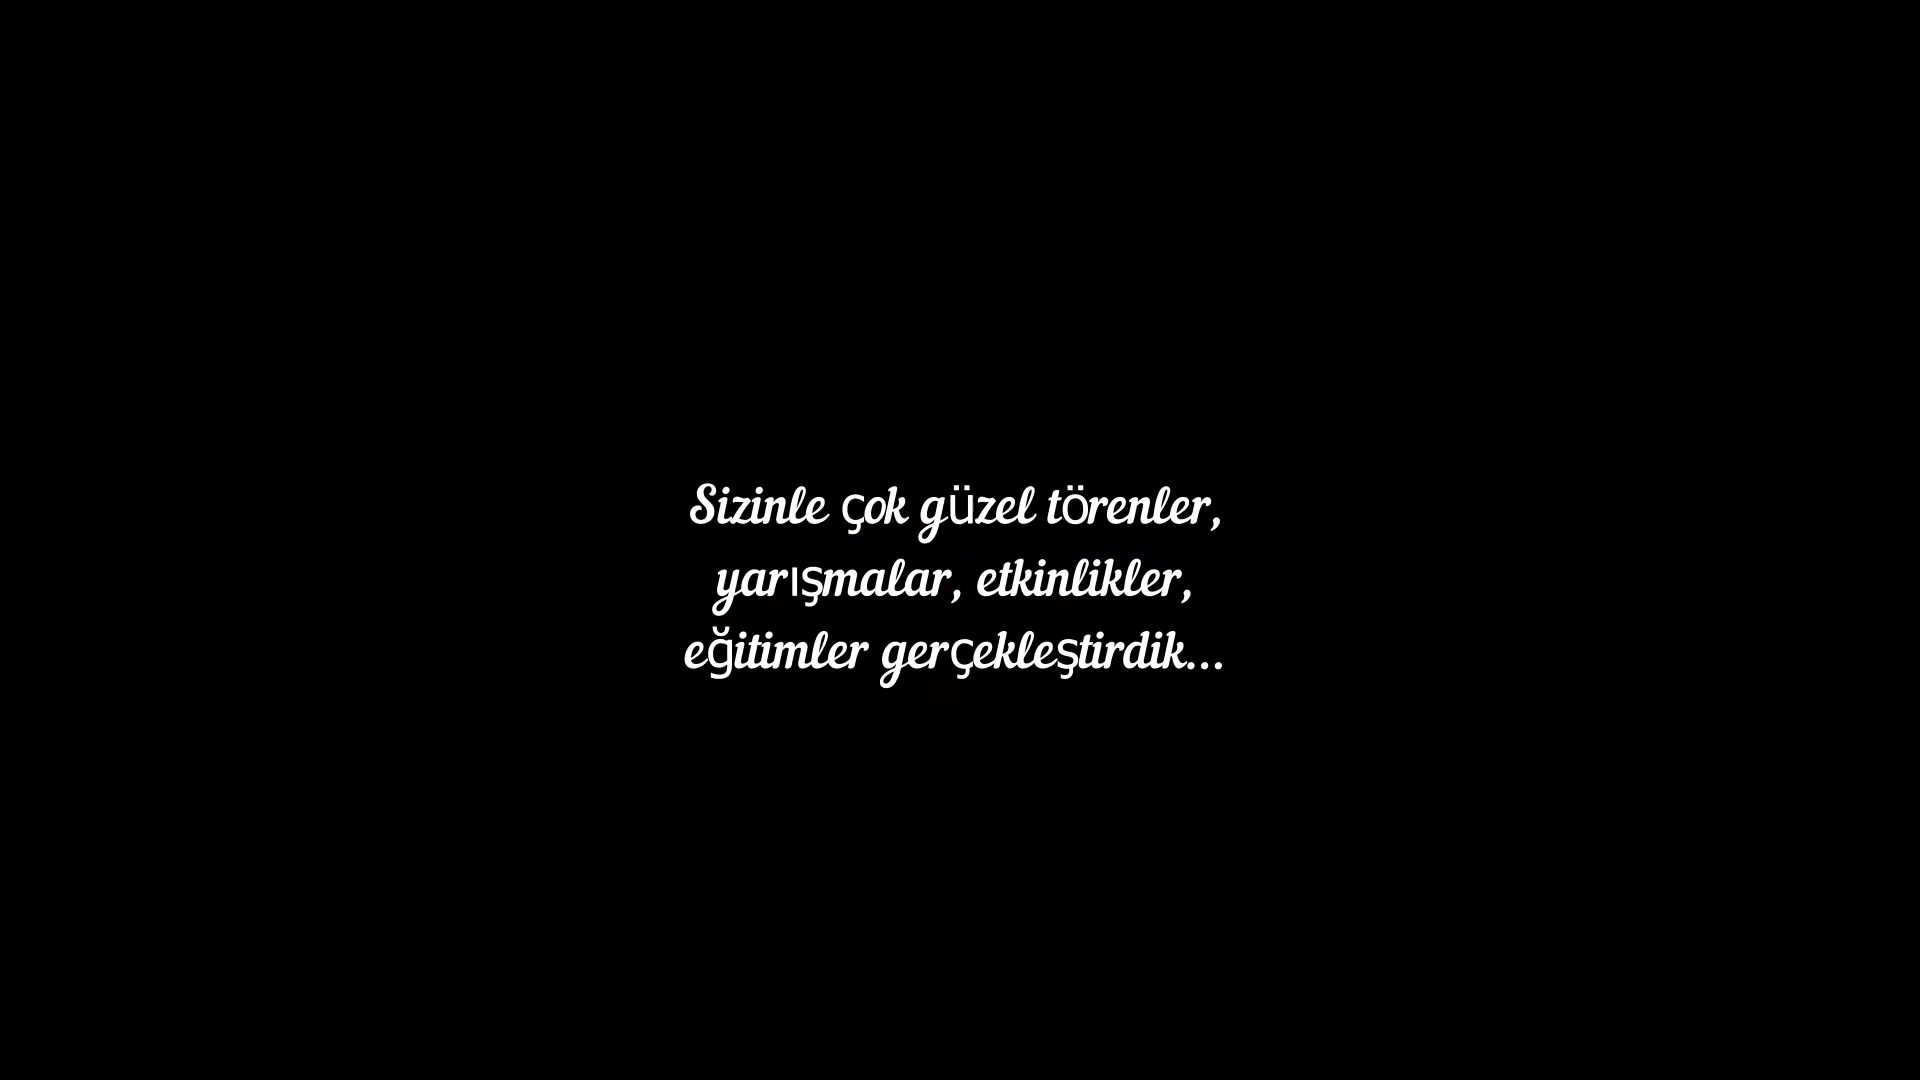 Sizinle çok güzel törenler,
yarışmalar, etkinlikler,
eğitimler gerçekleştirdik...